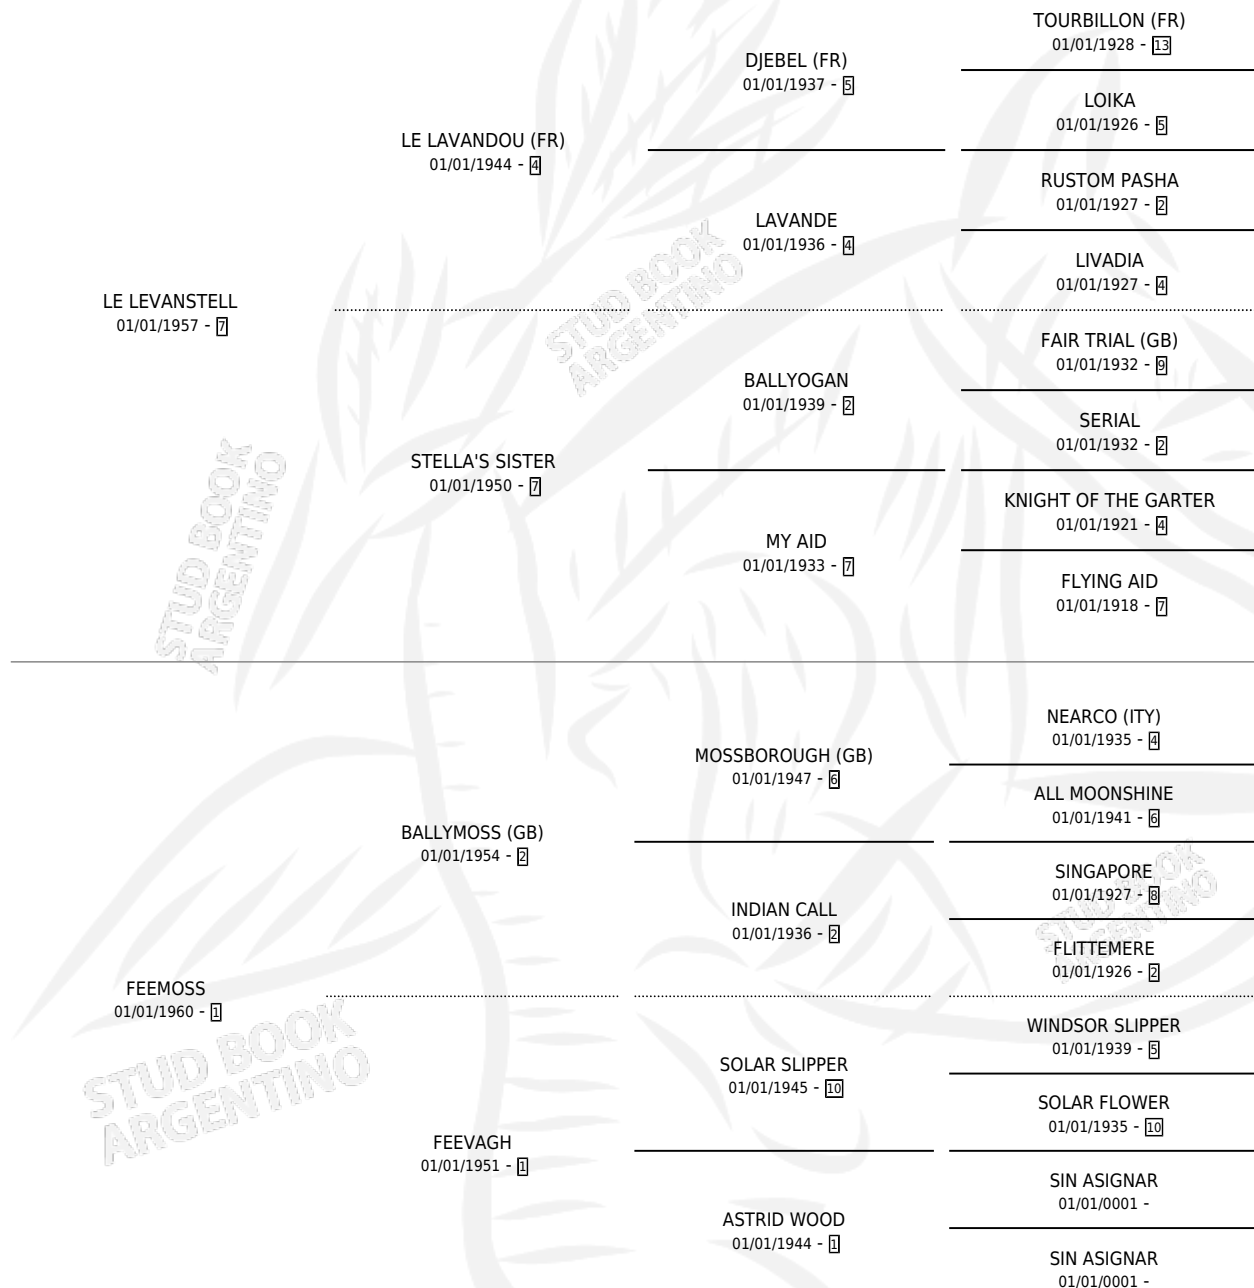 TOURBILLON (FR)
01/01/1928 - 13
DJEBEL (FR)
01/01/1937 - 5
LOIKA
01/01/1926 - 5
LE LAVANDOU (FR)
01/01/1944 - 4
RUSTOM PASHA
01/01/1927 - 2
LAVANDE
01/01/1936 - 4
LIVADIA
01/01/1927 - 4
LE LEVANSTELL
01/01/1957 - 7
FAIR TRIAL (GB)
01/01/1932 - 9
BALLYOGAN
01/01/1939 - 2
SERIAL
01/01/1932 - 2
STELLA'S SISTER
01/01/1950 - 7
KNIGHT OF THE GARTER
01/01/1921 - 4
MY AID
01/01/1933 - 7
FLYING AID
01/01/1918 - 7
NEARCO (ITY)
01/01/1935 - 4
MOSSBOROUGH (GB)
01/01/1947 - 6
ALL MOONSHINE
01/01/1941 - 6
BALLYMOSS (GB)
01/01/1954 - 2
SINGAPORE
01/01/1927 - 8
INDIAN CALL
01/01/1936 - 2
FLITTEMERE
01/01/1926 - 2
FEEMOSS
01/01/1960 - 1
WINDSOR SLIPPER
01/01/1939 - 5
SOLAR SLIPPER
01/01/1945 - 10
SOLAR FLOWER
01/01/1935 - 10
FEEVAGH
01/01/1951 - 1
SIN ASIGNAR
01/01/0001 -
ASTRID WOOD
01/01/1944 - 1
SIN ASIGNAR
01/01/0001 -
STUD BOOK
ARGENTINO
STUD BOOK
ARGENTINO
STUD BOOK
ARGENTINO
STUD BOOK
ARGENTINO